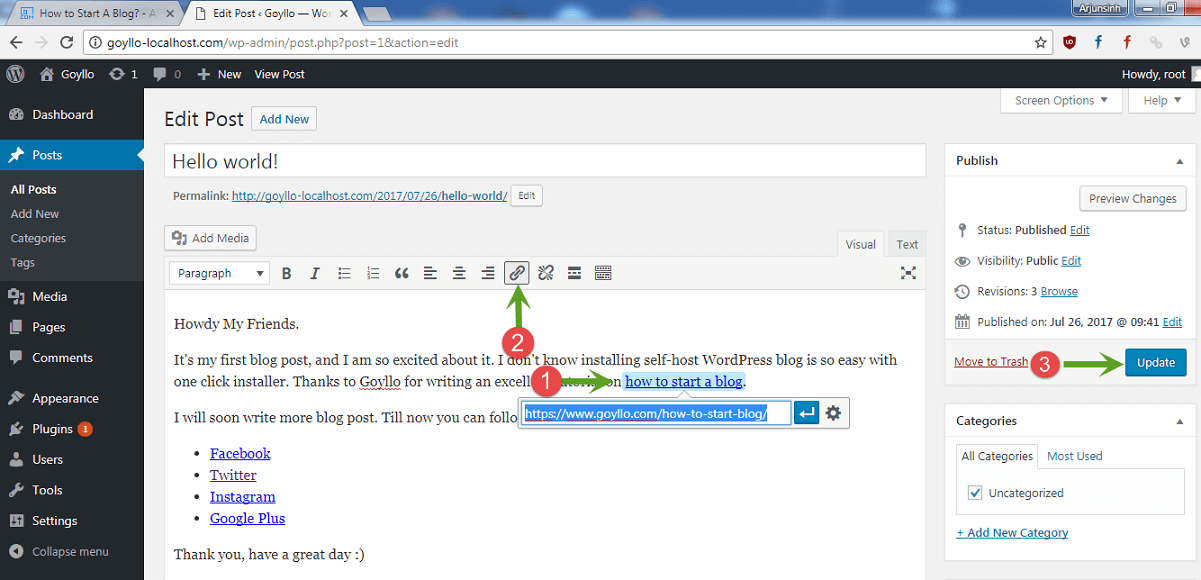 How to Start A Blog? - A
Edit Post ‹ Goyllo — Wor
Arjunsinh
goyllo-localhost.com/wp-admin/post.php?post=1&action=edit
Goyllo 1 0 New View Post Howdy, root
Screen Options Help
Dashboard
Posts
All Posts
Add New
Categories
Tags
Media
Pages
Comments
Appearance
Plugins 1
Users
Tools
Settings
Collapse menu
Edit Post Add New
Hello world!
Permalink: http://goyllo-localhost.com/2017/07/26/hello-world/ Edit
Add Media
Visual Text
Paragraph B I
Howdy My Friends.
2
It's my first blog post, and I am so excited about it. I don't know installing self-host WordPress blog is so easy with
one click installer. Thanks to Goyllo for writing an excell 1 on how to start a blog.
https://www.goyllo.com/how-to-start-blog/
I will soon write more blog post. Till now you can follo
Facebook
Twitter
Instagram
Google Plus
Thank you, have a great day :)
Publish
Preview Changes
Status: Published Edit
Visibility: Public Edit
Revisions: 3 Browse
Published on: Jul 26, 2017 @ 09:41 Edit
Move to Trash 3 Update
Categories
All Categories Most Used
Uncategorized
+ Add New Category